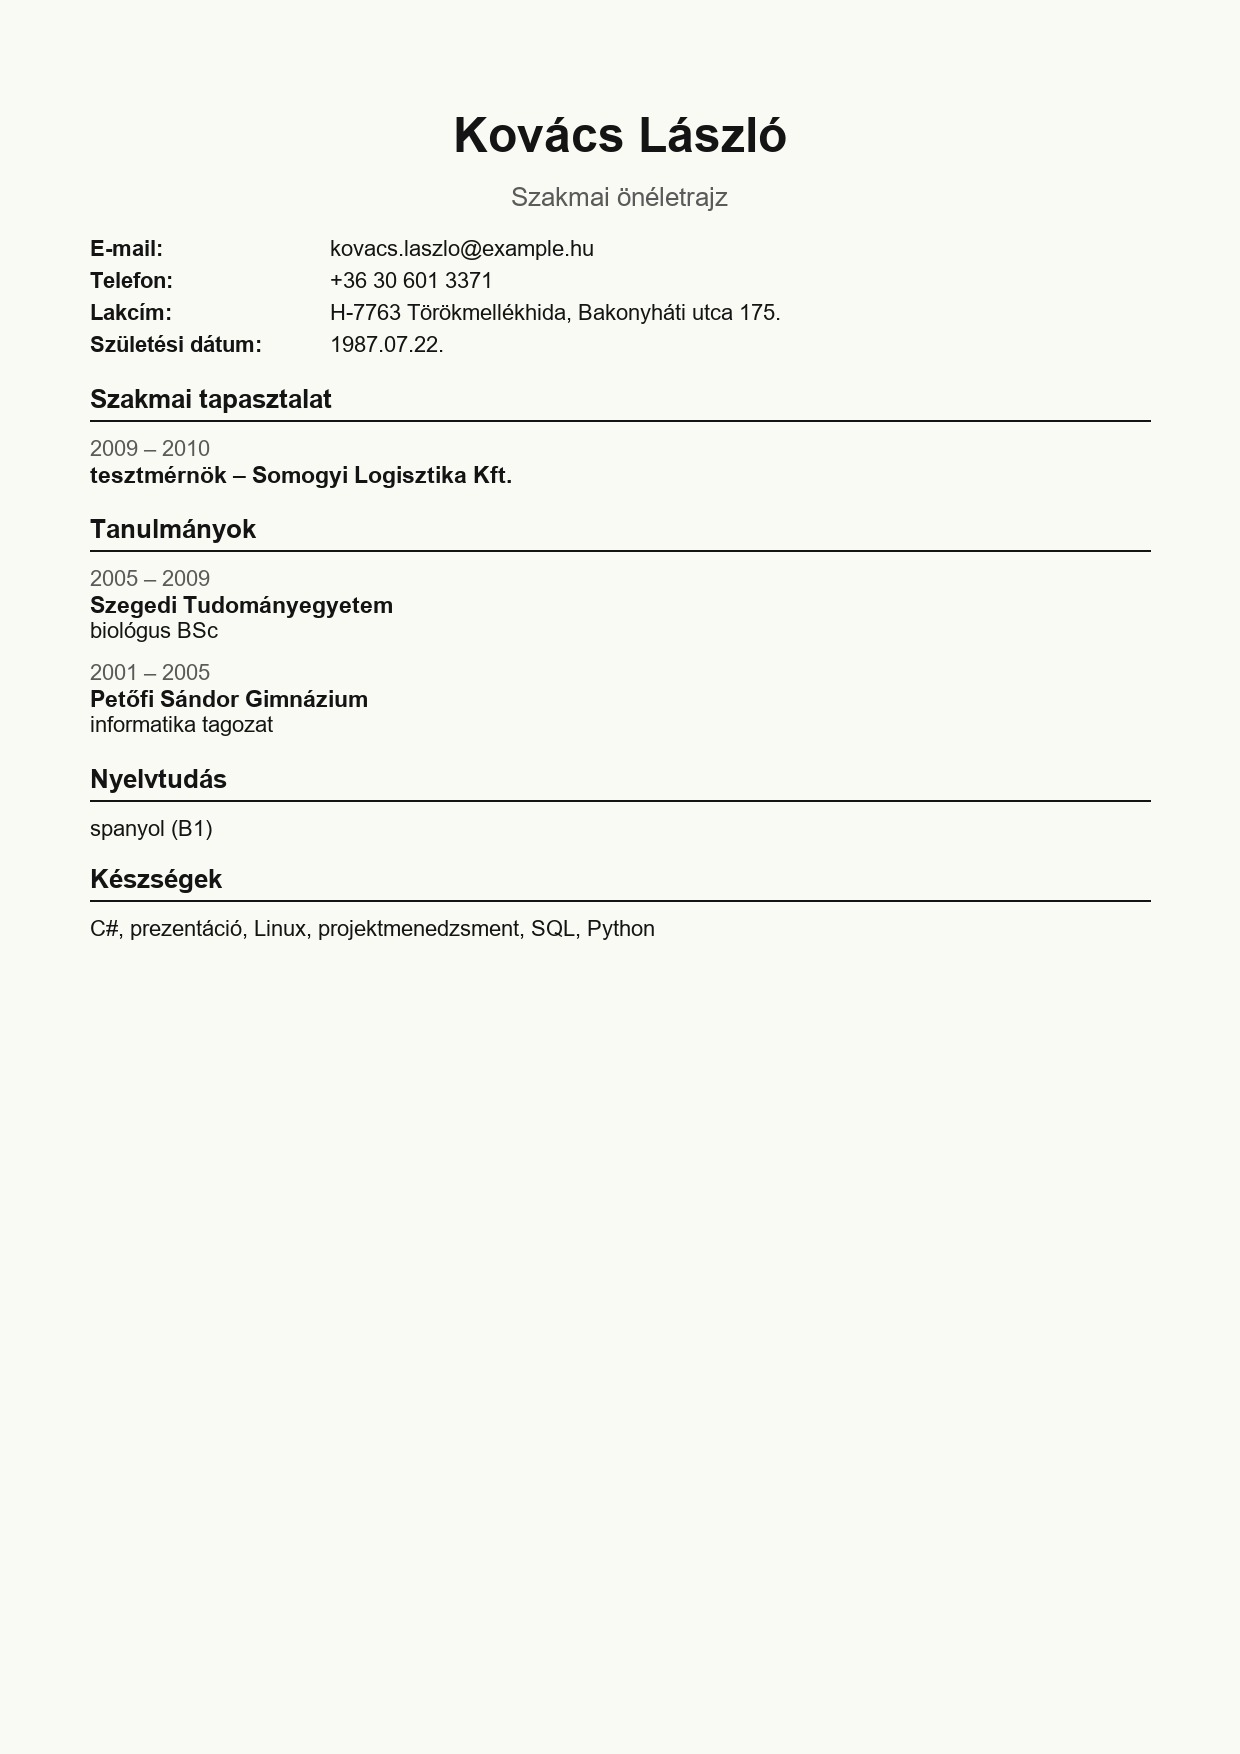 Kovács László
Szakmai önéletrajz
E-mail: kovacs.laszlo@example.hu
Telefon: +36 30 601 3371
Lakcím: H-7763 Törökmellékhida, Bakonyháti utca 175.
Születési dátum: 1987.07.22.
Szakmai tapasztalat
2009 – 2010
tesztmérnök – Somogyi Logisztika Kft.
Tanulmányok
2005 – 2009
Szegedi Tudományegyetem
biológus BSc
2001 – 2005
Petőfi Sándor Gimnázium
informatika tagozat
Nyelvtudás
spanyol (B1)
Készségek
C#, prezentáció, Linux, projektmenedzsment, SQL, Python